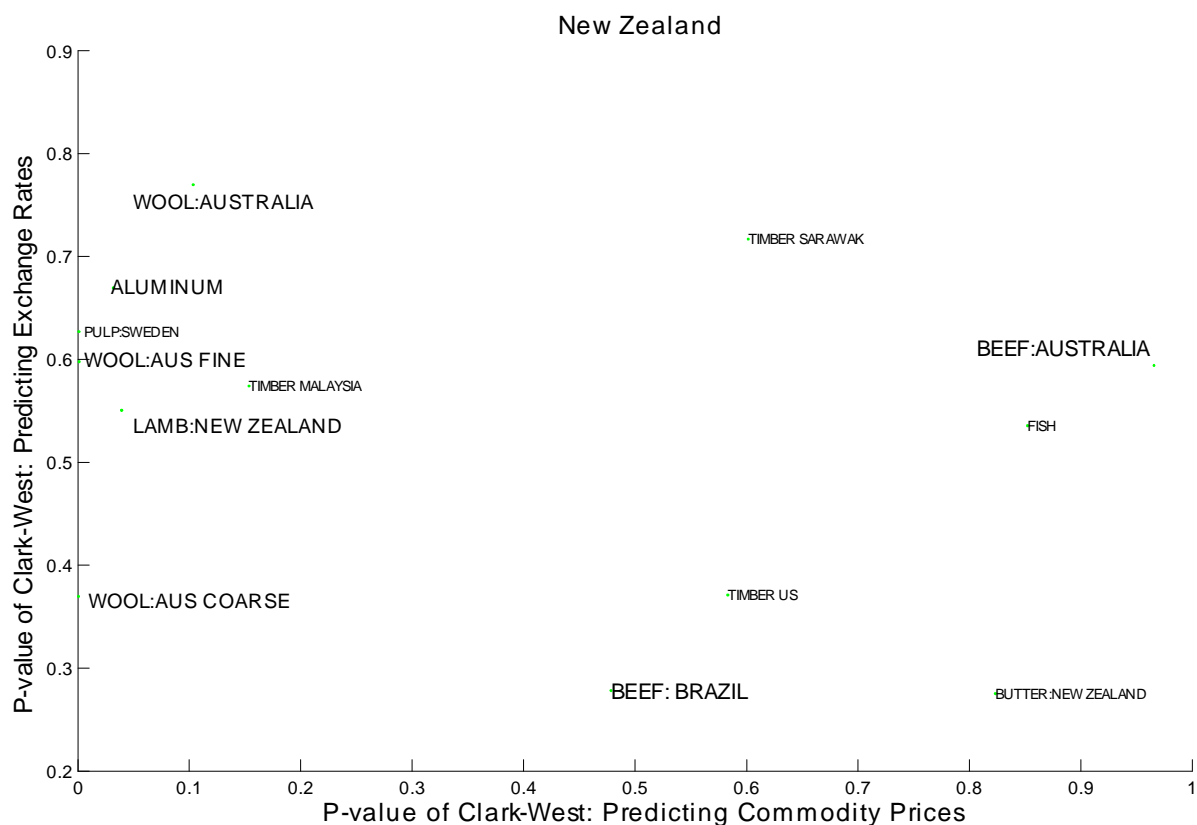 New Zealand
0.9
0.8
0.7
0.6
0.5
0.4
0.3
0.2
P-value of Clark-West: Predicting Exchange Rates
WOOL:AUSTRALIA
TIMBER SARAWAK
ALUMINUM
PULP:SWEDEN
BEEF:AUSTRALIA
WOOL:AUS FINE
TIMBER MALAYSIA
LAMB:NEW ZEALAND
FISH
WOOL:AUS COARSE
TIMBER US
BEEF: BRAZIL
BUTTER:NEW ZEALAND
0 0.1 0.2 0.3 0.4 0.5 0.6 0.7 0.8 0.9 1
P-value of Clark-West: Predicting Commodity Prices